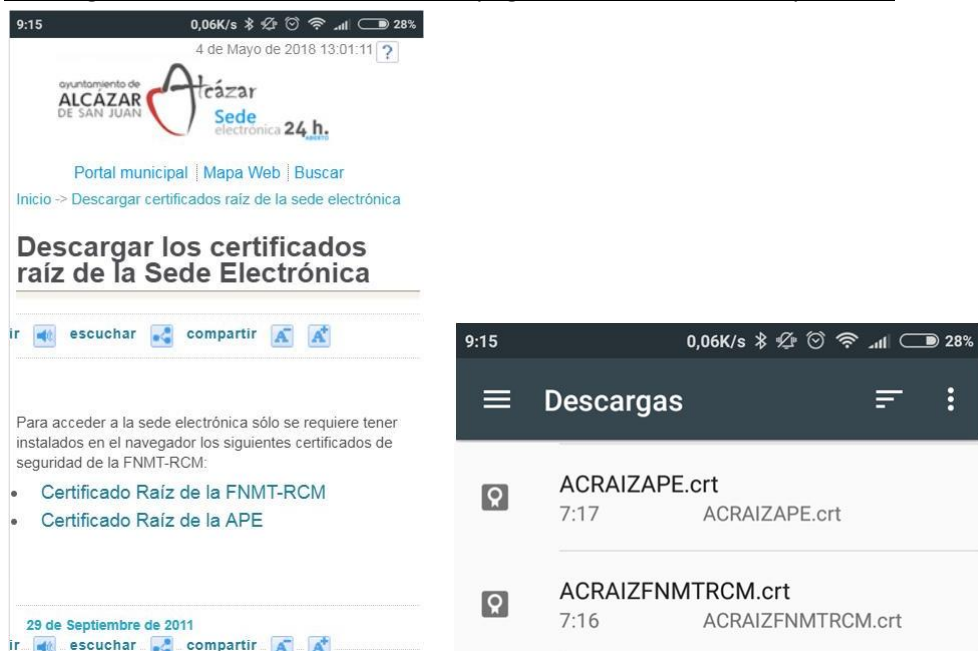 9:15 0,06K/s 28%
4 de Mayo de 2018 13:01:11 ?
ayuntamiento de
ALCÁZAR
DE SAN JUAN
Alcázar
Sede
electrónica 24 h.
Portal municipal | Mapa Web | Buscar
Inicio -> Descargar certificados raíz de la sede electrónica
Descargar los certificados
raíz de la Sede Electrónica
ir escuchar compartir A- A+
Para acceder a la sede electrónica sólo se requiere tener
instalados en el navegador los siguientes certificados de
seguridad de la FNMT-RCM:
• Certificado Raíz de la FNMT-RCM
• Certificado Raíz de la APE
29 de Septiembre de 2011
ir escuchar compartir A- A+
9:15 0,06K/s 28%
Descargas
ACRAIZAPE.crt
7:17 ACRAIZAPE.crt
ACRAIZFNMTRCM.crt
7:16 ACRAIZFNMTRCM.crt